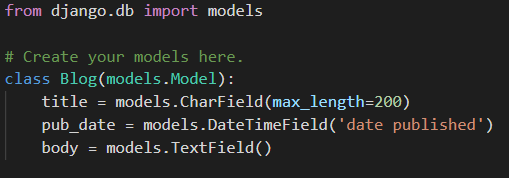 from django.db import models
# Create your models here.
class Blog(models.Model):
    title = models.CharField(max_length=200)
    pub_date = models.DateTimeField('date published')
    body = models.TextField()